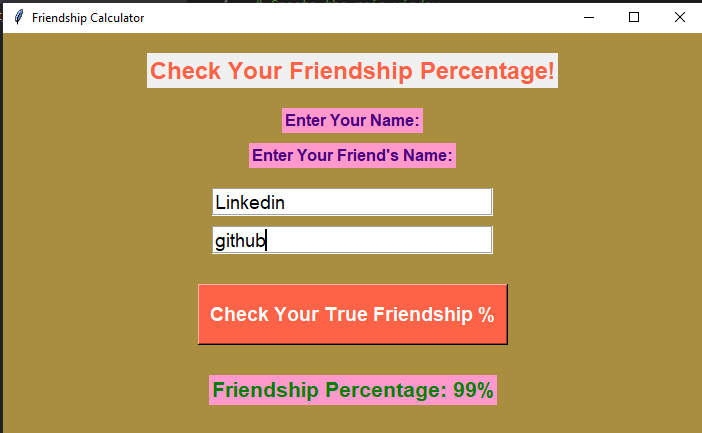 Friendship Calculator
Check Your Friendship Percentage!
Enter Your Name:
Enter Your Friend's Name:
Linkedin
github
Check Your True Friendship %
Friendship Percentage: 99%